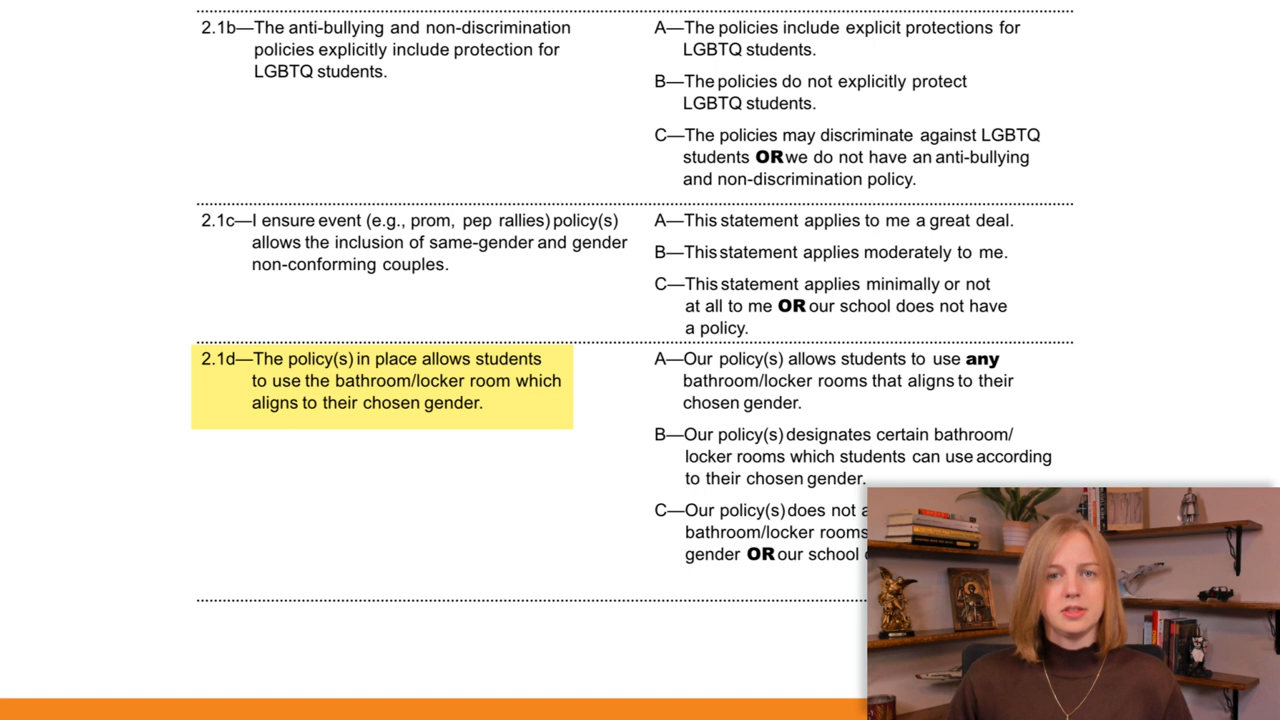 2.1b—The anti-bullying and non-discrimination
policies explicitly include protection for
LGBTQ students.
A—The policies include explicit protections for
LGBTQ students.
B—The policies do not explicitly protect
LGBTQ students.
C—The policies may discriminate against LGBTQ
students OR we do not have an anti-bullying
and non-discrimination policy.
2.1c—I ensure event (e.g., prom, pep rallies) policy(s)
allows the inclusion of same-gender and gender
non-conforming couples.
A—This statement applies to me a great deal.
B—This statement applies moderately to me.
C—This statement applies minimally or not
at all to me OR our school does not have
a policy.
2.1d—The policy(s) in place allows students
to use the bathroom/locker room which
aligns to their chosen gender.
A—Our policy(s) allows students to use any
bathroom/locker rooms that aligns to their
chosen gender.
B—Our policy(s) designates certain bathroom/
locker rooms which students can use according
to their chosen gender.
C—Our policy(s) does not
bathroom/locker rooms
gender OR our school